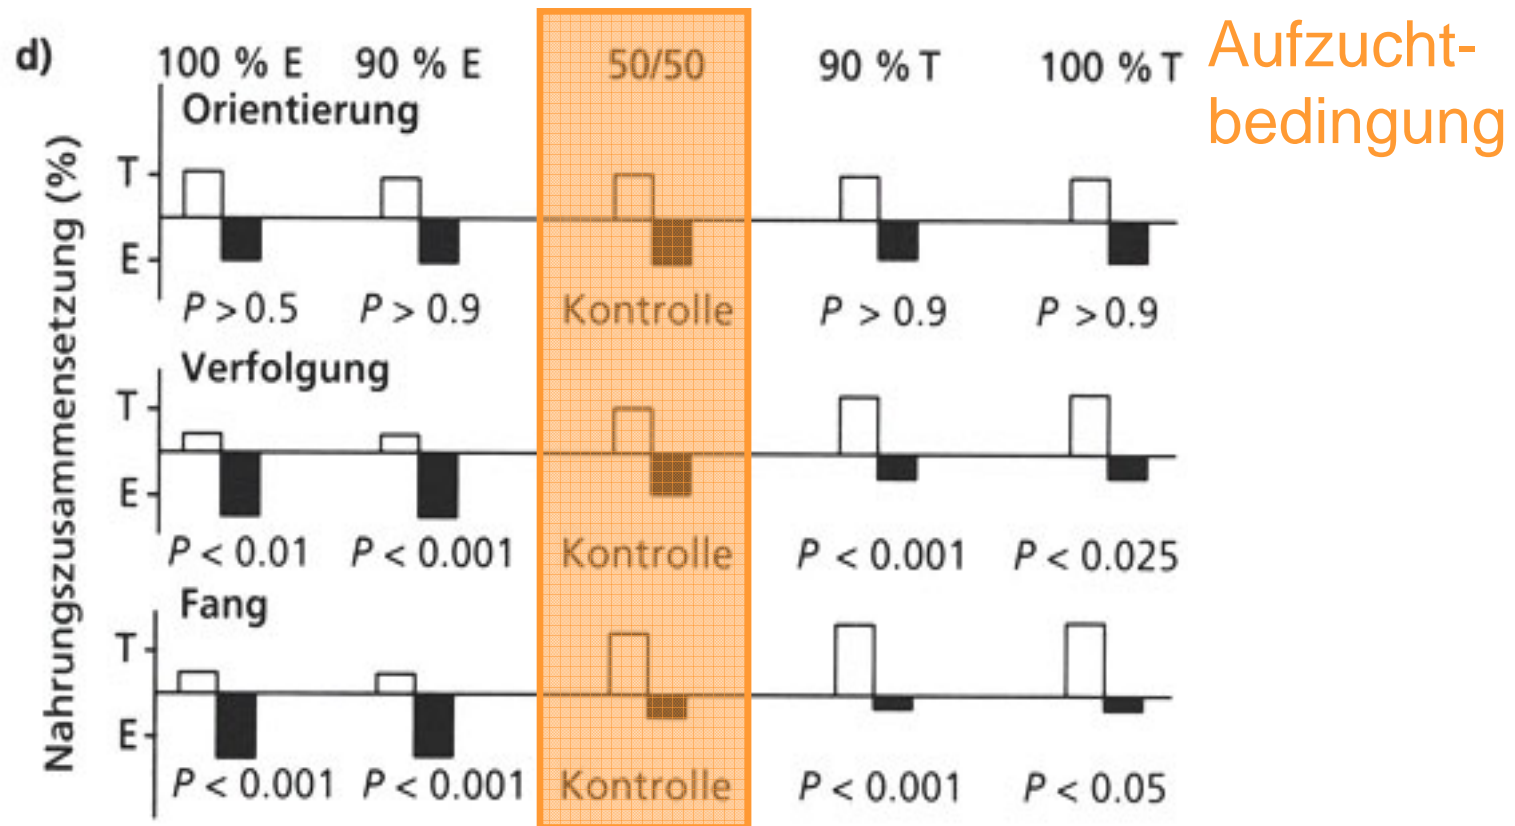 d)
100 % E 90 % E 50/50 90 % T 100 % T
Aufzucht-
bedingung
Nahrungszusammensetzung (%)
Orientierung
T
E
P > 0.5 P > 0.9 Kontrolle P > 0.9 P > 0.9
Verfolgung
T
E
P < 0.01 P < 0.001 Kontrolle P < 0.001 P < 0.025
Fang
T
E
P < 0.001 P < 0.001 Kontrolle P < 0.001 P < 0.05